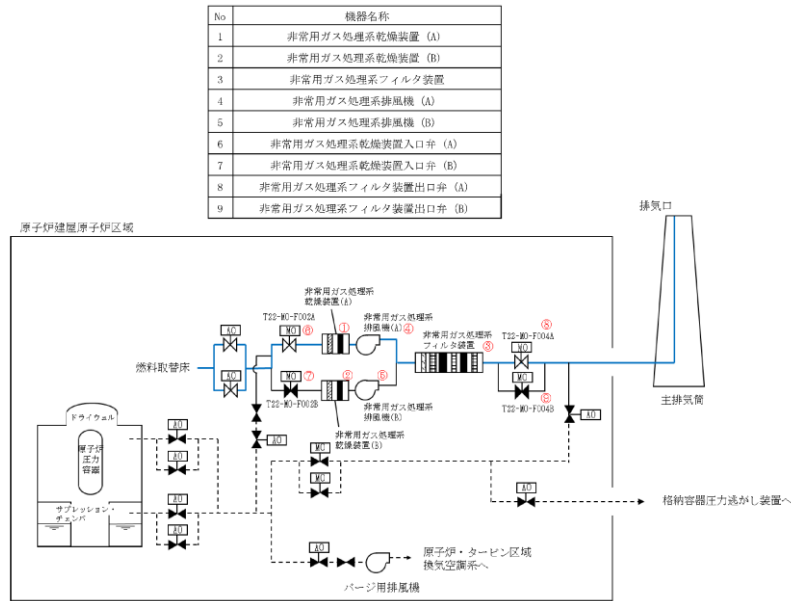 No 機器名称
1 非常用ガス処理系乾燥装置 (A)
2 非常用ガス処理系乾燥装置 (B)
3 非常用ガス処理系フィルタ装置
4 非常用ガス処理系排風機 (A)
5 非常用ガス処理系排風機 (B)
6 非常用ガス処理系乾燥装置入口弁 (A)
7 非常用ガス処理系乾燥装置入口弁 (B)
8 非常用ガス処理系フィルタ装置出口弁 (A)
9 非常用ガス処理系フィルタ装置出口弁 (B)
排気口
原子炉建屋原子炉区域
非常用ガス処理系
乾燥装置(A)
T22-MO-F002A
MO
⑥
①
非常用ガス処理系
排風機(A)
④
非常用ガス処理系
フィルタ装置
③
⑧
T22-MO-F004A
MO
AO
燃料取替床
AO
MO
⑦
T22-MO-F002B
②
⑤
非常用ガス処理系
排風機(B)
非常用ガス処理系
乾燥装置(B)
MO
⑨
T22-MO-F004B
主排気筒
AO
AO
ドライウェル
原子炉
圧力
容器
サプレッション・
チェンバ
AO
AO
AO
AO
MO
MO
AO
格納容器圧力逃がし装置へ
AO
原子炉・タービン区域
換気空調系へ
パージ用排風機